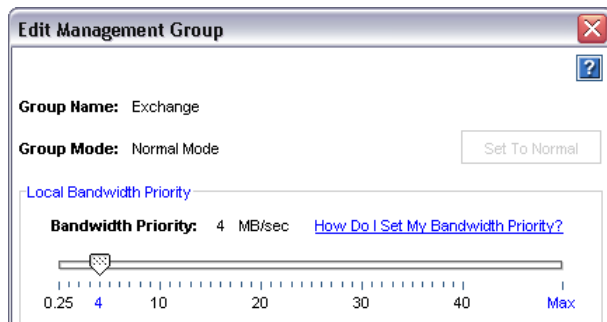 Edit Management Group
?
Group Name: Exchange
Group Mode: Normal Mode
Set To Normal
Local Bandwidth Priority
Bandwidth Priority: 4 MB/sec How Do I Set My Bandwidth Priority?
0.25 4 10 20 30 40 Max